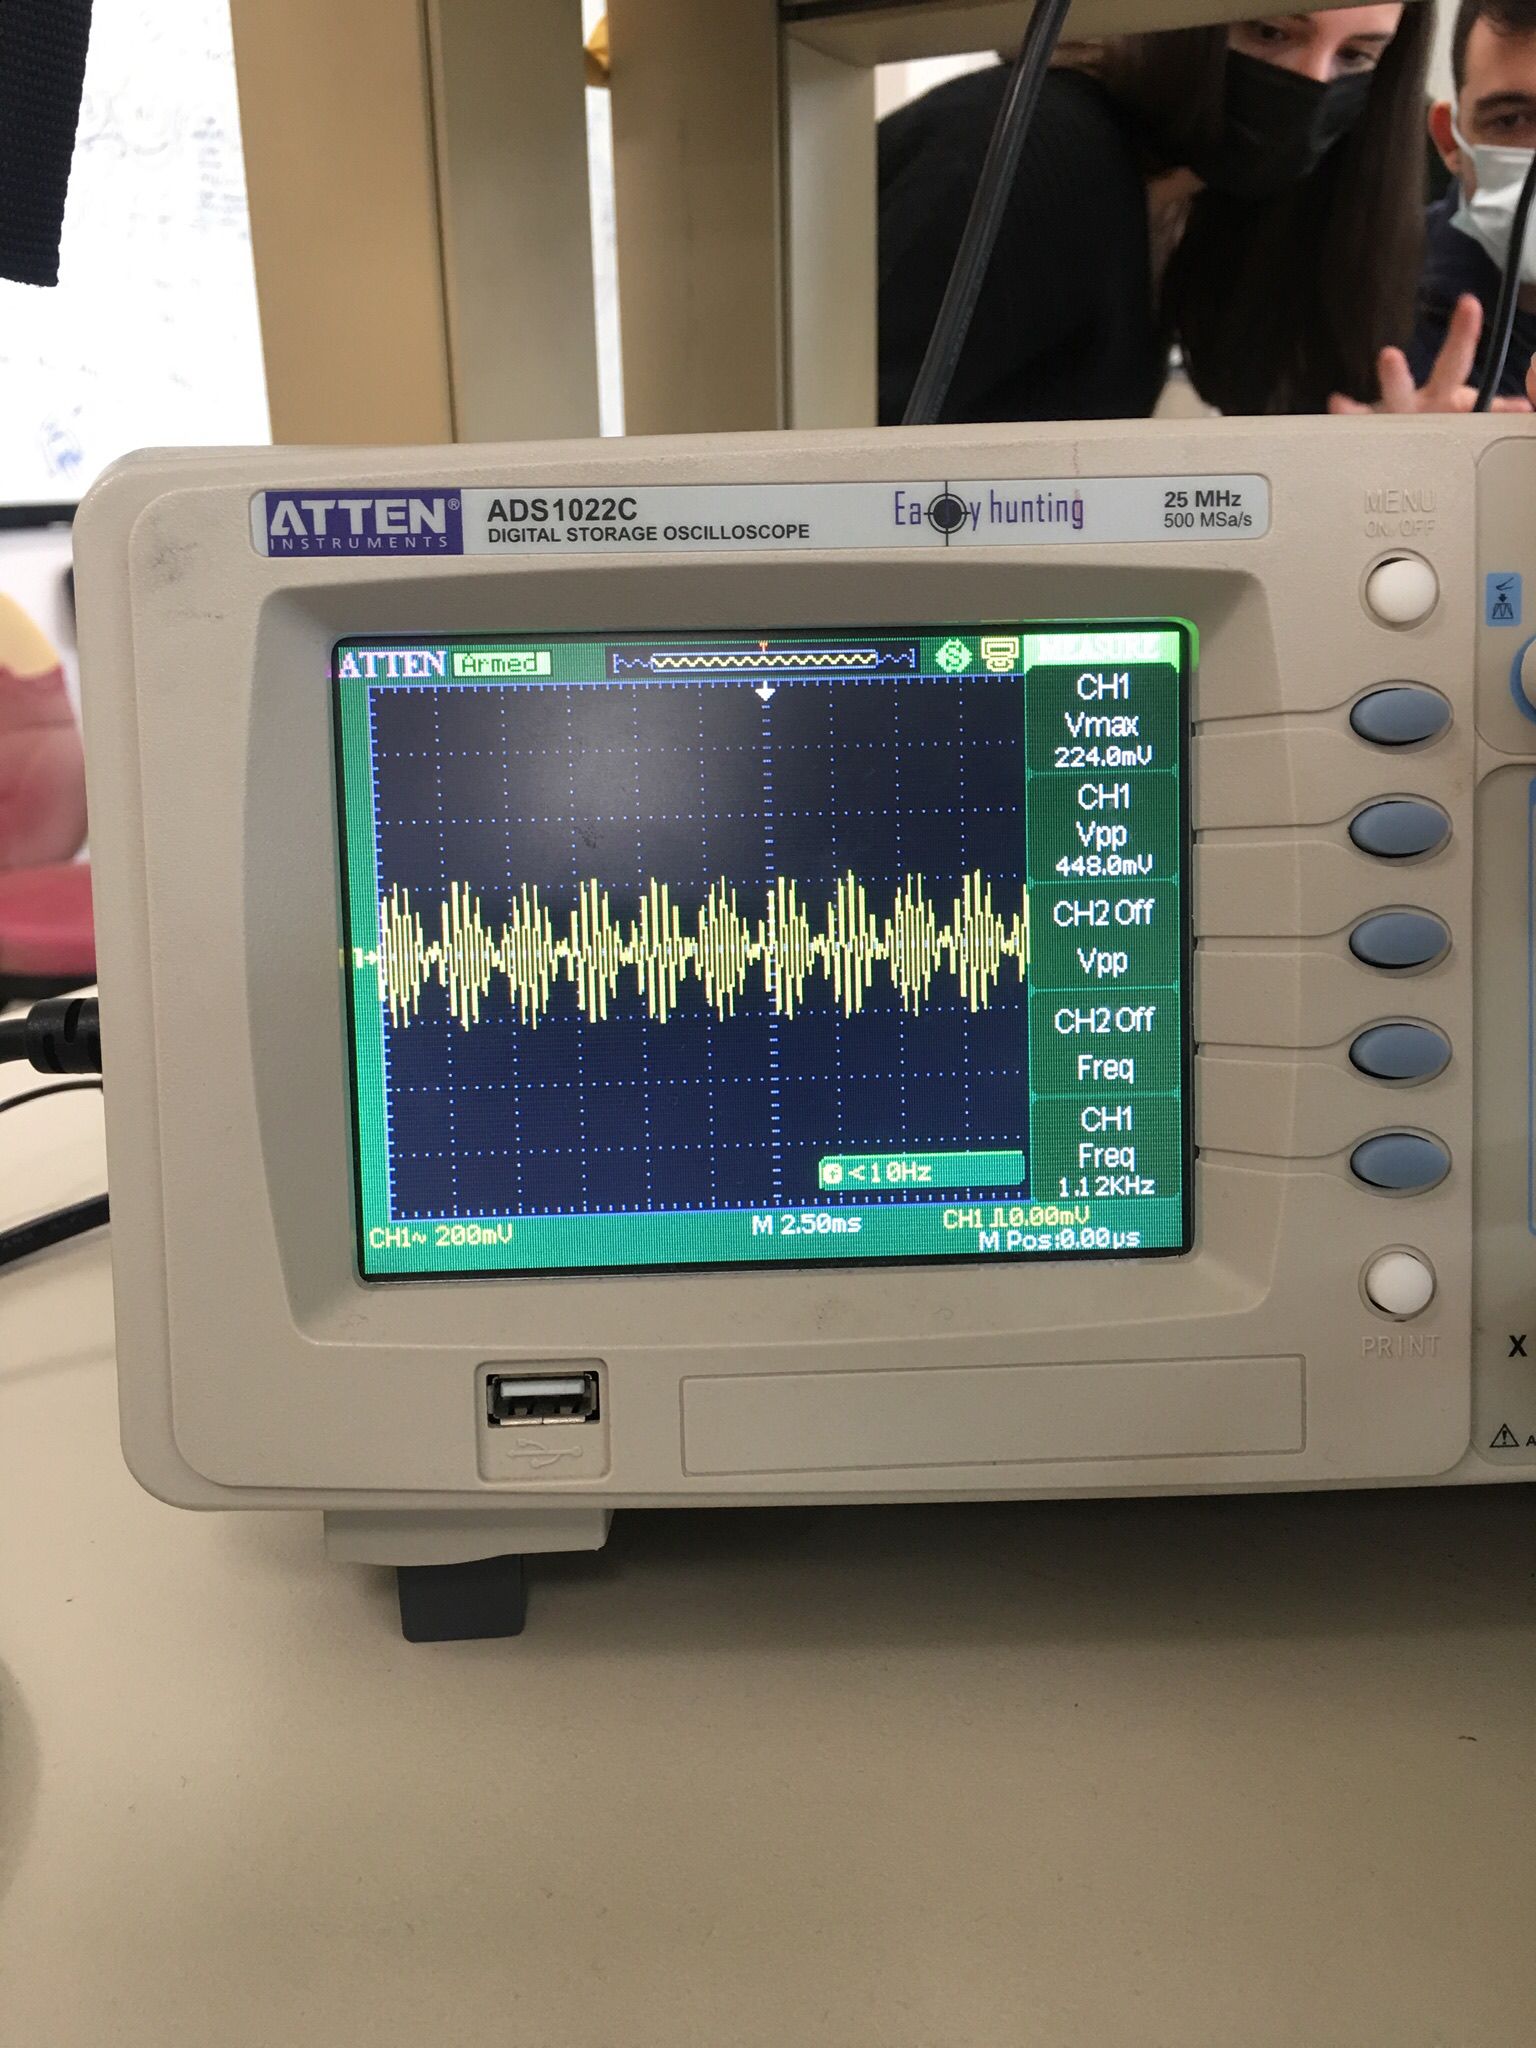 ATTEN®
INSTRUMENTS
ADS1022C
DIGITAL STORAGE OSCILLOSCOPE
Easy hunting
25 MHz
500 MSa/s
MENU
ON/OFF
ATTEN Armed
T
S
MEASURE
CH1
Vmax
224.0mV
CH1
Vpp
448.0mV
CH2 Off
Vpp
CH2 Off
Freq
CH1
Freq
1.12KHz
<10Hz
CH1~ 200mV
M 2.50ms
CH1 0.00mV
M Pos:0.00µs
PRINT
X
A